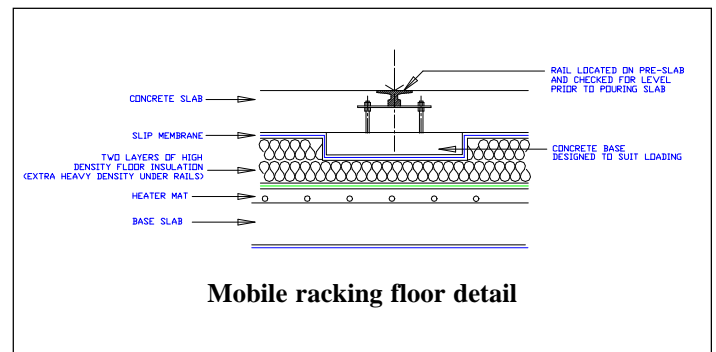 RAIL LOCATED ON PRE-SLAB
AND CHECKED FOR LEVEL
PRIOR TO POURING SLAB
CONCRETE SLAB
SLIP MEMBRANE
CONCRETE BASE
DESIGNED TO SUIT LOADING
TWO LAYERS OF HIGH
DENSITY FLOOR INSULATION
(EXTRA HEAVY DENSITY UNDER RAILS)
HEATER MAT
BASE SLAB
Mobile racking floor detail